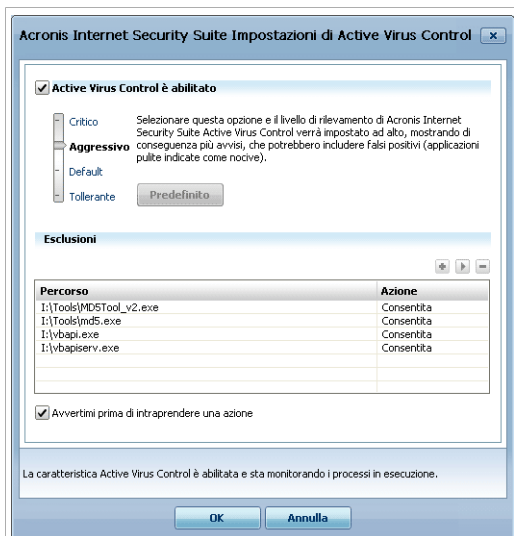 Acronis Internet Security Suite Impostazioni di Active Virus Control
Active Virus Control è abilitato
Critico
Aggressivo
Default
Tollerante
Selezionare questa opzione e il livello di rilevamento di Acronis Internet
Security Suite Active Virus Control verrà impostato ad alto, mostrando di
conseguenza più avvisi, che potrebbero includere falsi positivi (applicazioni
pulite indicate come nocive).
Predefinito
Esclusioni
Percorso Azione
I:\Tools\MD5Tool_v2.exe Consentita
I:\Tools\md5.exe Consentita
I:\vbapi.exe Consentita
I:\vbapiserv.exe Consentita
Avvertimi prima di intraprendere una azione
La caratteristica Active Virus Control è abilitata e sta monitorando i processi in esecuzione.
OK Annulla